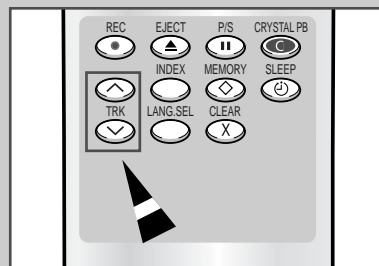 REC EJECT P/S CRYSTAL PB
INDEX MEMORY SLEEP
TRK LANG.SEL CLEAR
X